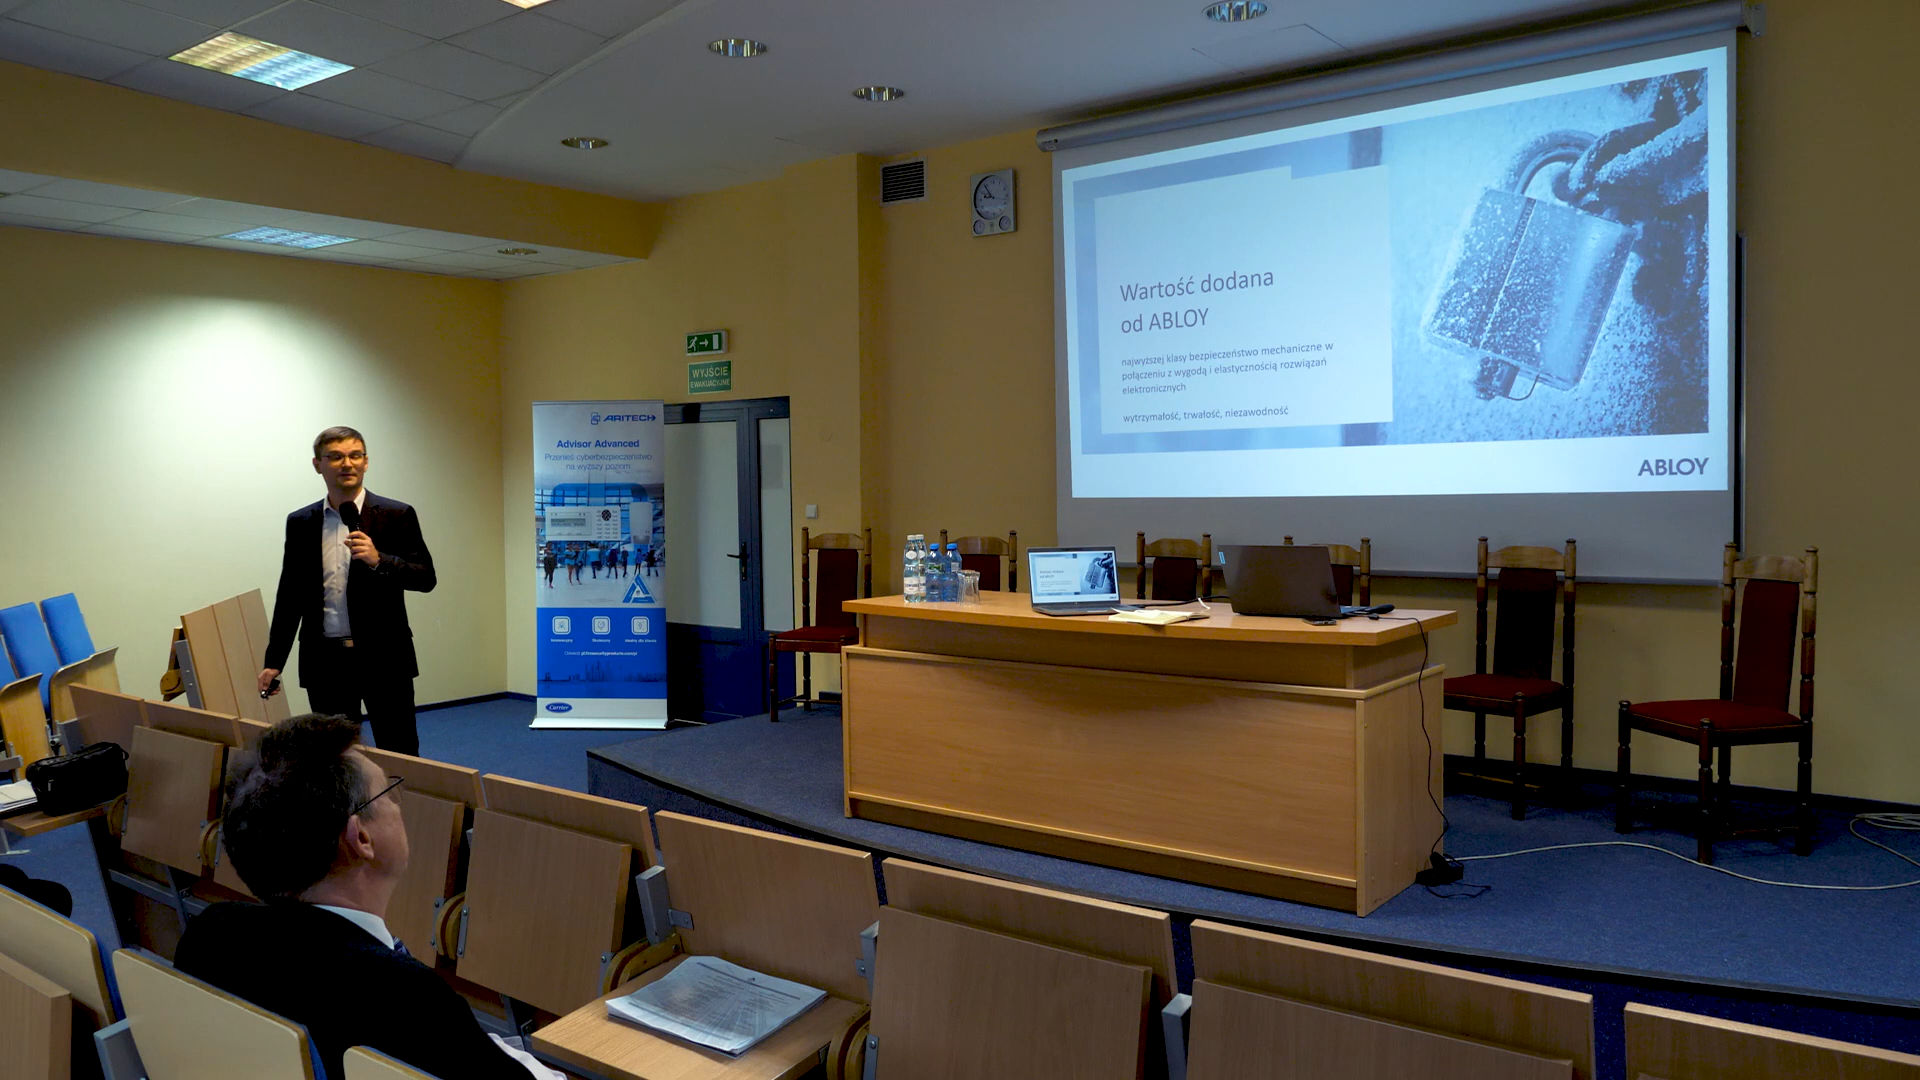 Wartość dodana
od ABLOY
najwyższej klasy bezpieczeństwo mechaniczne w
połączeniu z wygodą i elastycznością rozwiązań
elektronicznych
wytrzymałość, trwałość, niezawodność
ABLOY
WYJŚCIE
EWAKUACYJNE
ARITECH
Advisor Advanced
Przenieś cyberbezpieczeństwo
na wyższy poziom
Carrier